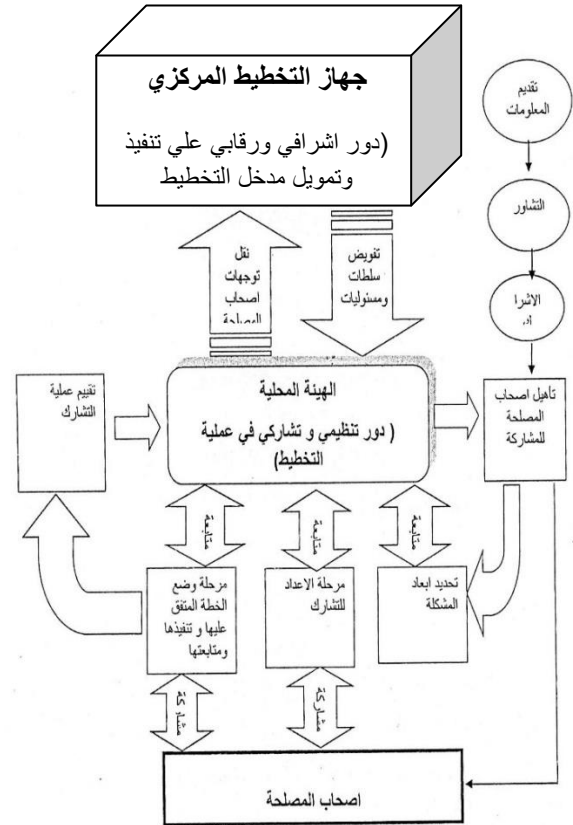 جهاز التخطيط المركزي
(دور اشرافي ورقابي علي تنفيذ
وتمويل مدخل التخطيط
تقديم
المعلومات
التشاور
الاشرا
نقل
توجهات
اصحاب
المصلحة
تفويض
سلطات
ومسئوليات
تأهيل اصحاب
المصلحة
للمشاركة
الهيئة المحلية
( دور تنظيمي و تشاركي في عملية
التخطيط)
تقييم عملية
التشارك
متابعة
متابعة
متابعة
تحديد ابعاد
المشكلة
مرحلة الاعداد
للتشارك
مرحلة وضع
الخطة المتفق
عليها و تنفيذها
ومتابعتها
مشاركة
مشاركة
اصحاب المصلحة